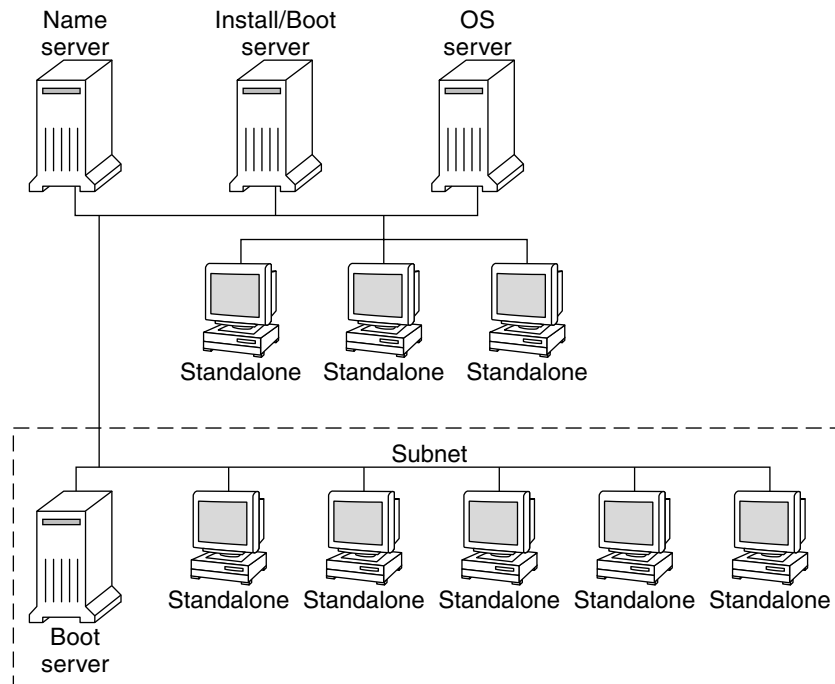 Name
server
Install/Boot
server
OS
server
Standalone
Standalone
Standalone
Subnet
Boot
server
Standalone
Standalone
Standalone
Standalone
Standalone